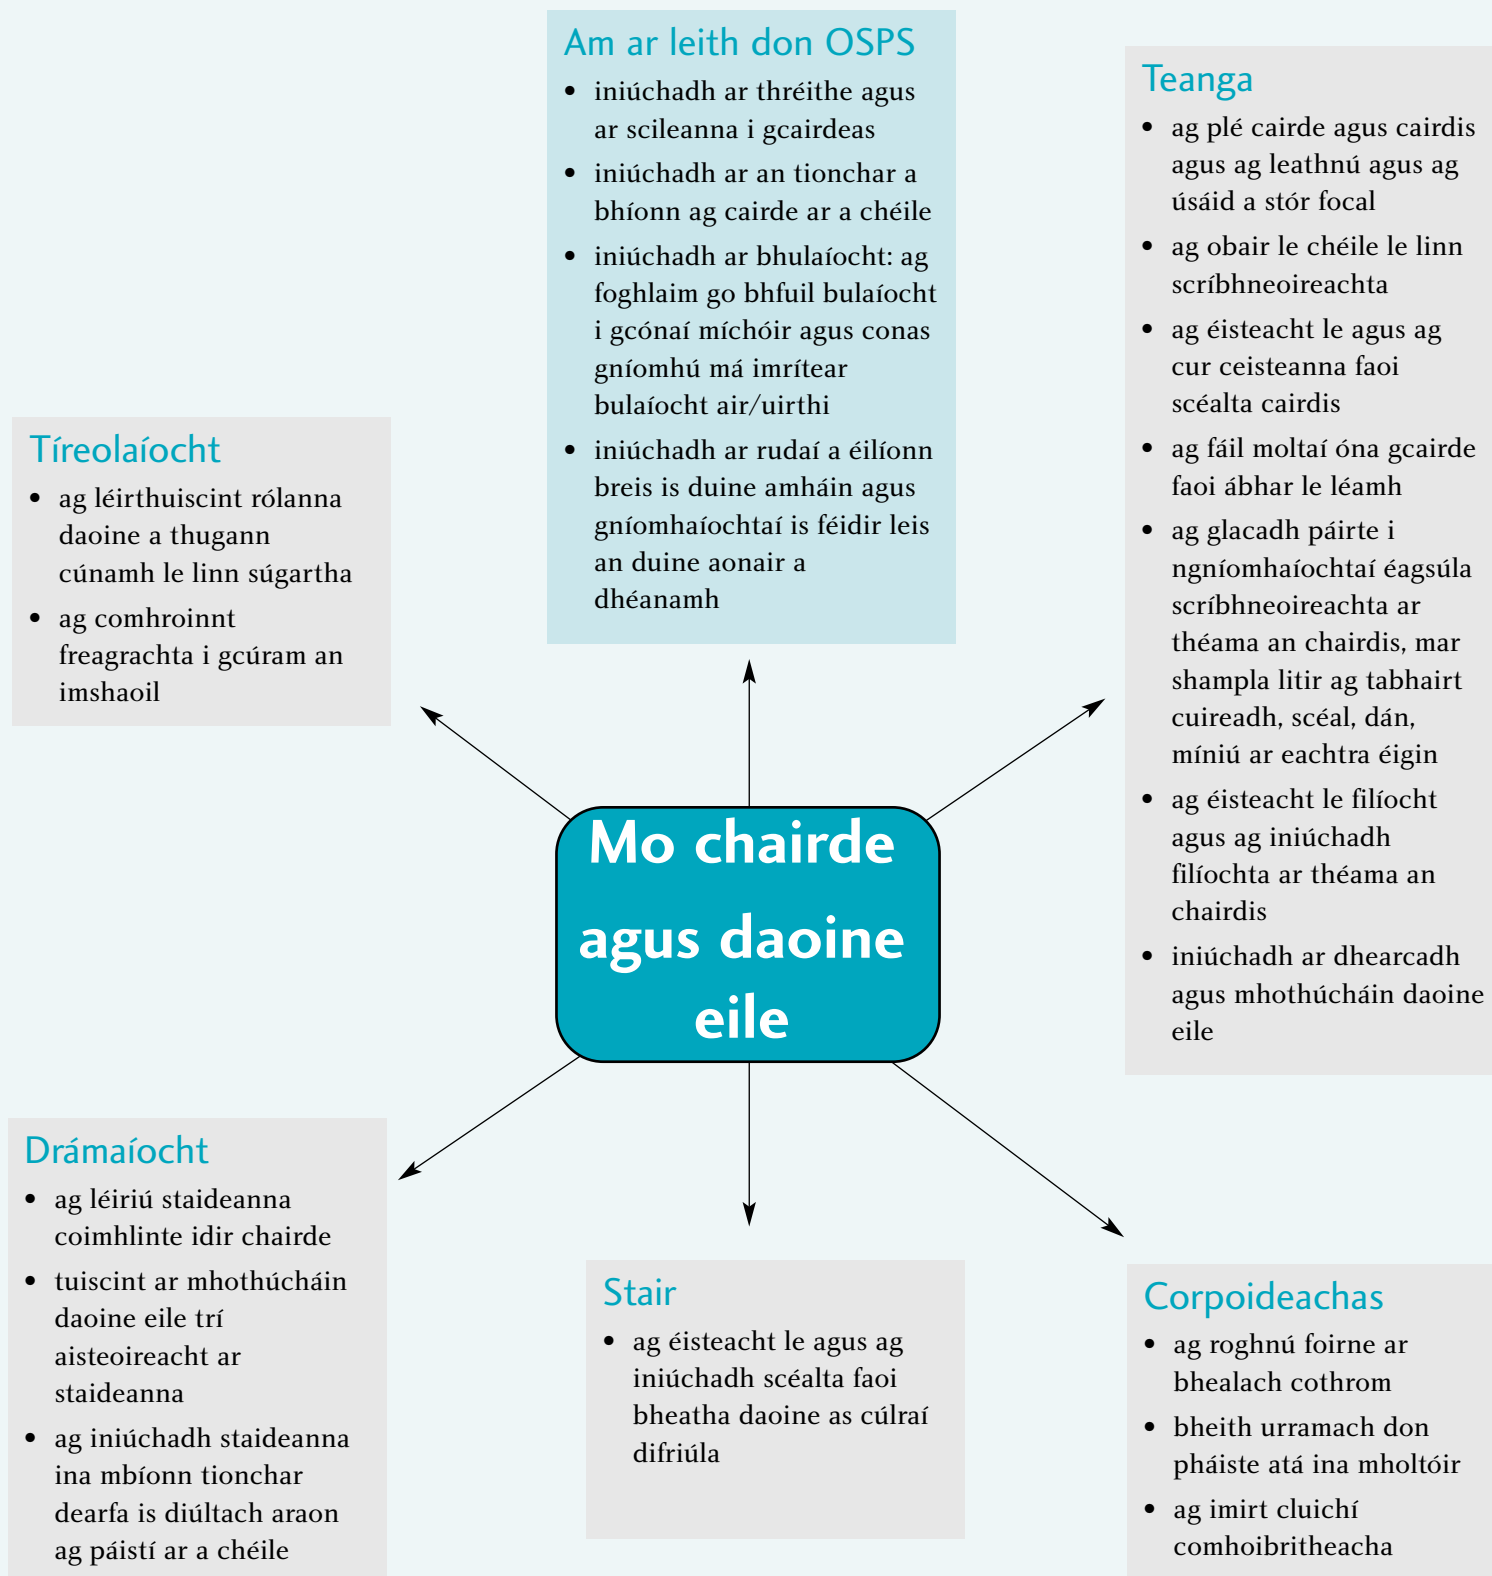 Am ar leith don OSPS
• iniúchadh ar thréithe agus
ar scileanna i gcairdeas
• iniúchadh ar an tionchar a
bhíonn ag cairde ar a chéile
• iniúchadh ar bhulaíocht: ag
foghlaim go bhfuil bulaíocht
i gcónaí míchóir agus conas
gníomhú má imrítear
bulaíocht air/uirthi
• iniúchadh ar rudaí a éilíonn
breis is duine amháin agus
gníomhaíochtaí is féidir leis
an duine aonair a
dhéanamh
Teanga
• ag plé cairde agus cairdis
agus ag leathnú agus ag
úsáid a stór focal
• ag obair le chéile le linn
scríbhneoireachta
• ag éisteacht le agus ag
cur ceisteanna faoi
scéalta cairdis
• ag fáil moltaí óna gcairde
faoi ábhar le léamh
• ag glacadh páirte i
ngníomhaíochtaí éagsúla
scríbhneoireachta ar
théama an chairdis, mar
shampla litir ag tabhairt
cuireadh, scéal, dán,
míniú ar eachtra éigin
• ag éisteacht le filíocht
agus ag iniúchadh
filíochta ar théama an
chairdis
• iniúchadh ar dhearcadh
agus mhothúcháin daoine
eile
Tíreolaíocht
• ag léirthuiscint rólanna
daoine a thugann
cúnamh le linn súgartha
• ag comhroinnt
freagrachta i gcúram an
imshaoil
Mo chairde
agus daoine
eile
Drámaíocht
• ag léiriú staideanna
coimhlinte idir chairde
• tuiscint ar mhothúcháin
daoine eile trí
aisteoireacht ar
staideanna
• ag iniúchadh staideanna
ina mbíonn tionchar
dearfa is diúltach araon
ag páistí ar a chéile
Stair
• ag éisteacht le agus ag
iniúchadh scéalta faoi
bheatha daoine as cúlraí
difriúla
Corpoideachas
• ag roghnú foirne ar
bhealach cothrom
• bheith urramach don
pháiste atá ina mholtóir
• ag imirt cluichí
comhoibritheacha